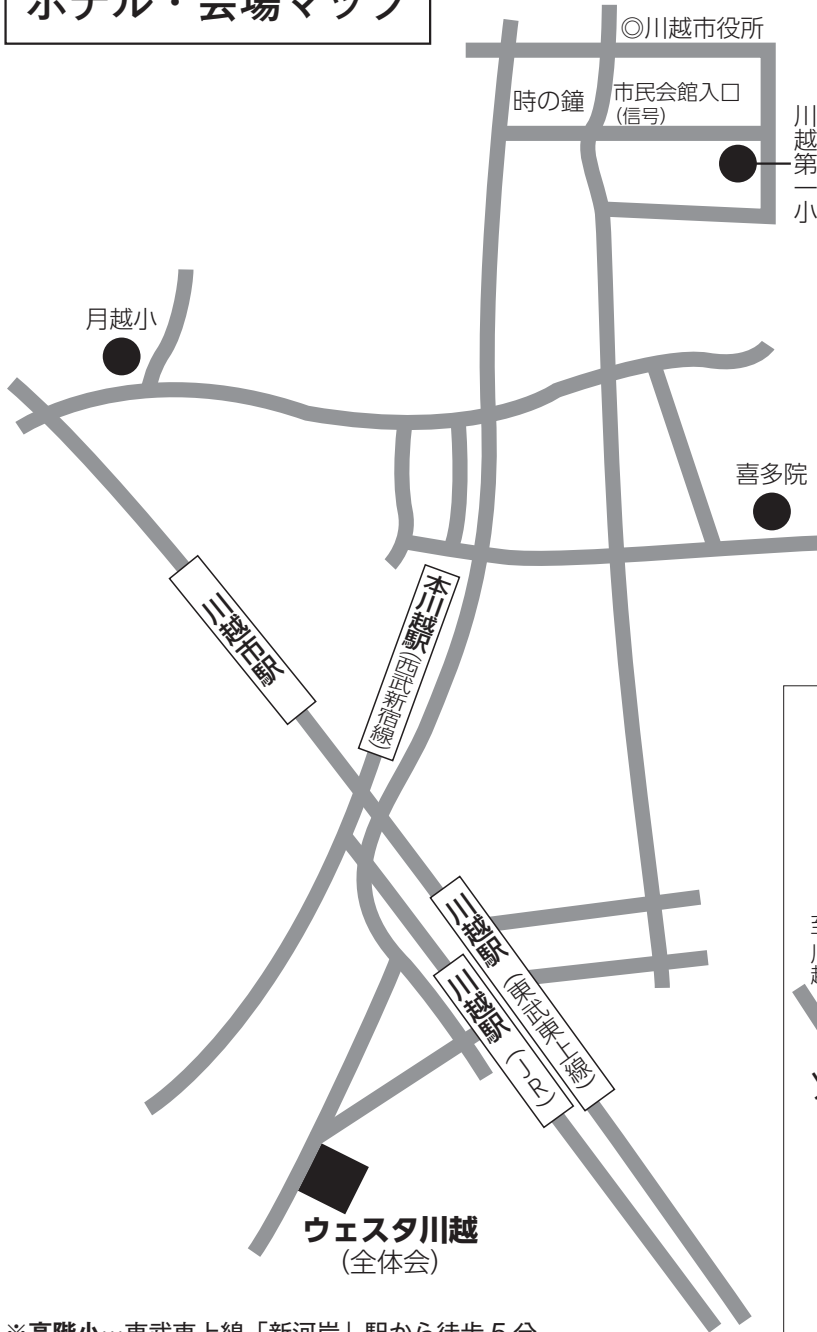 ホテル・会場マップ
◎川越市役所
時の鐘
市民会館入口
(信号)
川越第一小
月越小
喜多院
川越市駅
本川越駅(西武新宿線)
川越駅(東武東上線)
川越駅(JR)
ウェスタ川越
(全体会)
※高階小…東武東上線「新河岸」駅から徒歩5分